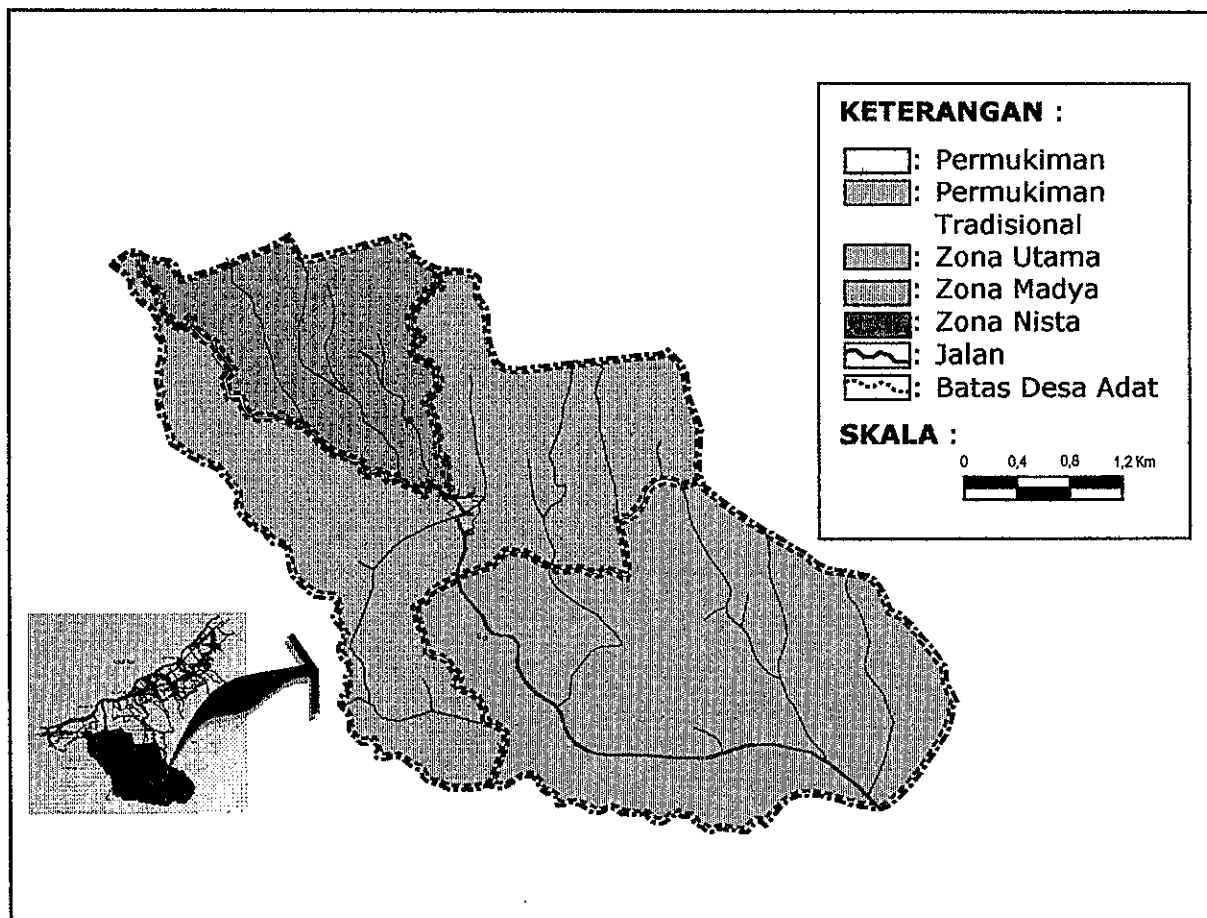 KETERANGAN :
: Permukiman
: Permukiman
Tradisional
: Zona Utama
: Zona Madya
: Zona Nista
: Jalan
: Batas Desa Adat
SKALA :
0 0,4 0,8 1,2 Km